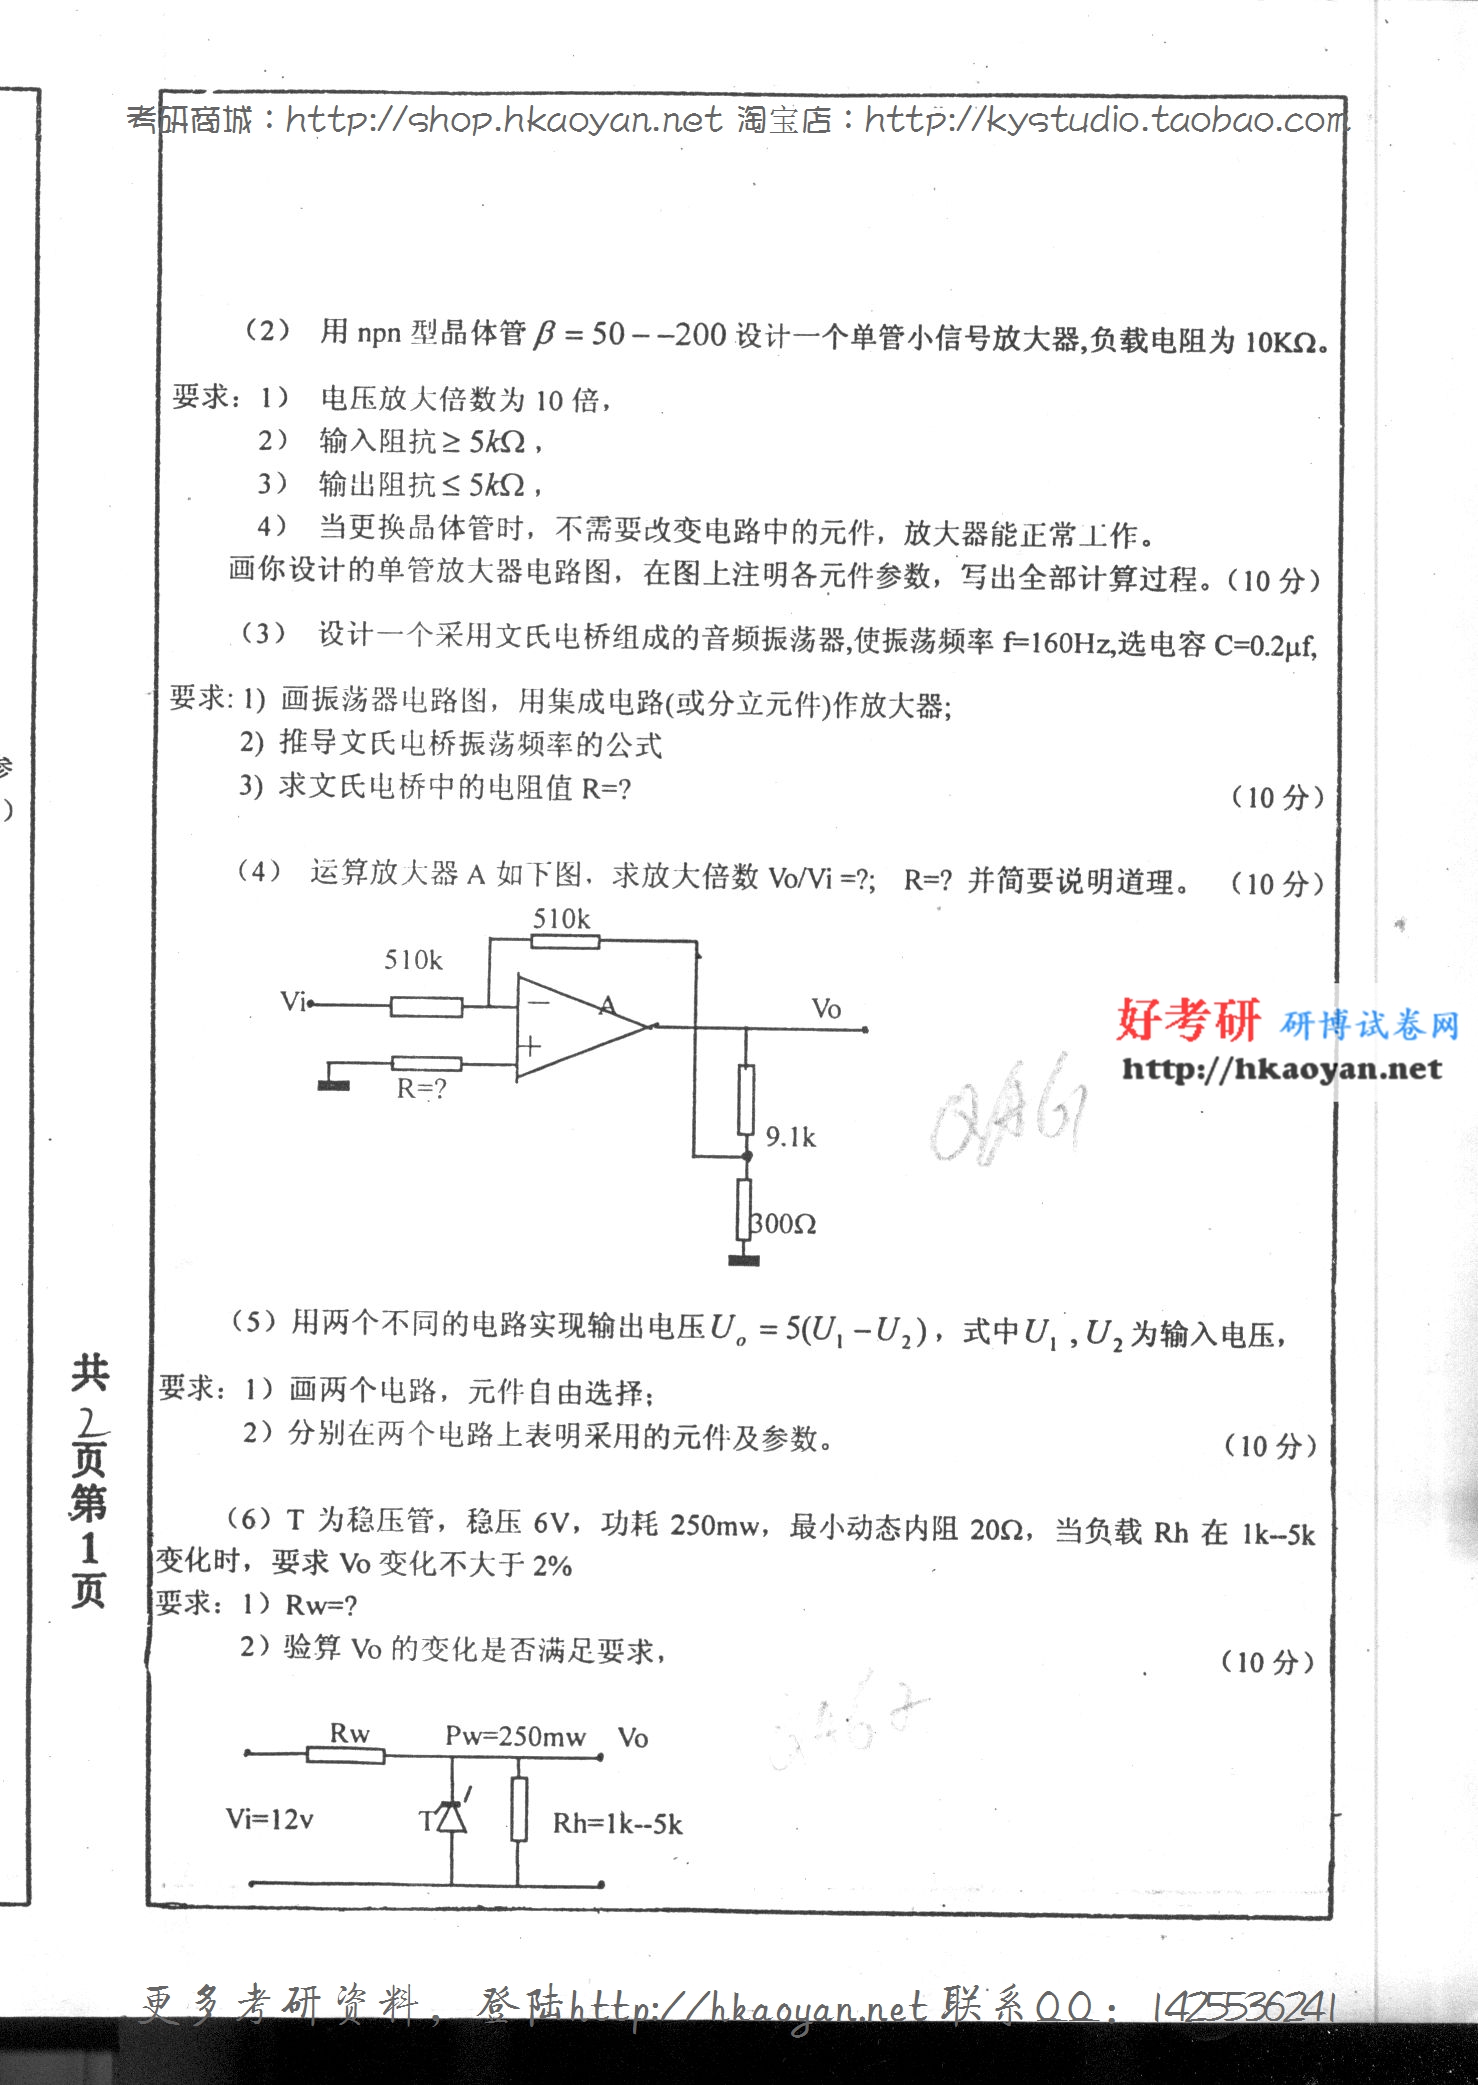 考研商城：http://shop.hkaoyan.net 淘宝店：http://kystudio.taobao.com
（2） 用 npn 型晶体管 β = 50 - -200 设计一个单管小信号放大器,负载电阻为 10KΩ。
要求：1） 电压放大倍数为 10 倍，
2） 输入阻抗 ≥ 5kΩ，
3） 输出阻抗 ≤ 5kΩ，
4） 当更换晶体管时，不需要改变电路中的元件，放大器能正常工作。
画你设计的单管放大器电路图，在图上注明各元件参数，写出全部计算过程。（10 分）
（3） 设计一个采用文氏电桥组成的音频振荡器,使振荡频率 f=160Hz,选电容 C=0.2μf,
要求: 1) 画振荡器电路图，用集成电路(或分立元件)作放大器;
2) 推导文氏电桥振荡频率的公式
3) 求文氏电桥中的电阻值 R=? （10 分）
（4） 运算放大器 A 如下图．求放大倍数 Vo/Vi =?; R=? 并简要说明道理。 （10 分）
510k
510k
Vi
A
Vo
R=?
9.1k
300Ω
好考研 研博试卷网
http://hkaoyan.net
（5）用两个不同的电路实现输出电压 Uo = 5(U1 − U2)，式中 U1 , U2 为输入电压，
要求：1）画两个电路，元件自由选择；
2）分别在两个电路上表明采用的元件及参数。 （10 分）
（6）T 为稳压管，稳压 6V，功耗 250mw，最小动态内阻 20Ω，当负载 Rh 在 1k--5k
变化时，要求 Vo 变化不大于 2%
要求：1）Rw=?
2）验算 Vo 的变化是否满足要求， （10 分）
Rw
Pw=250mw
Vo
Vi=12v
T
Rh=1k--5k
共 2 页第 1 页
参
）
更多考研资料，登陆http://hkaoyan.net 联系QQ：1425536241